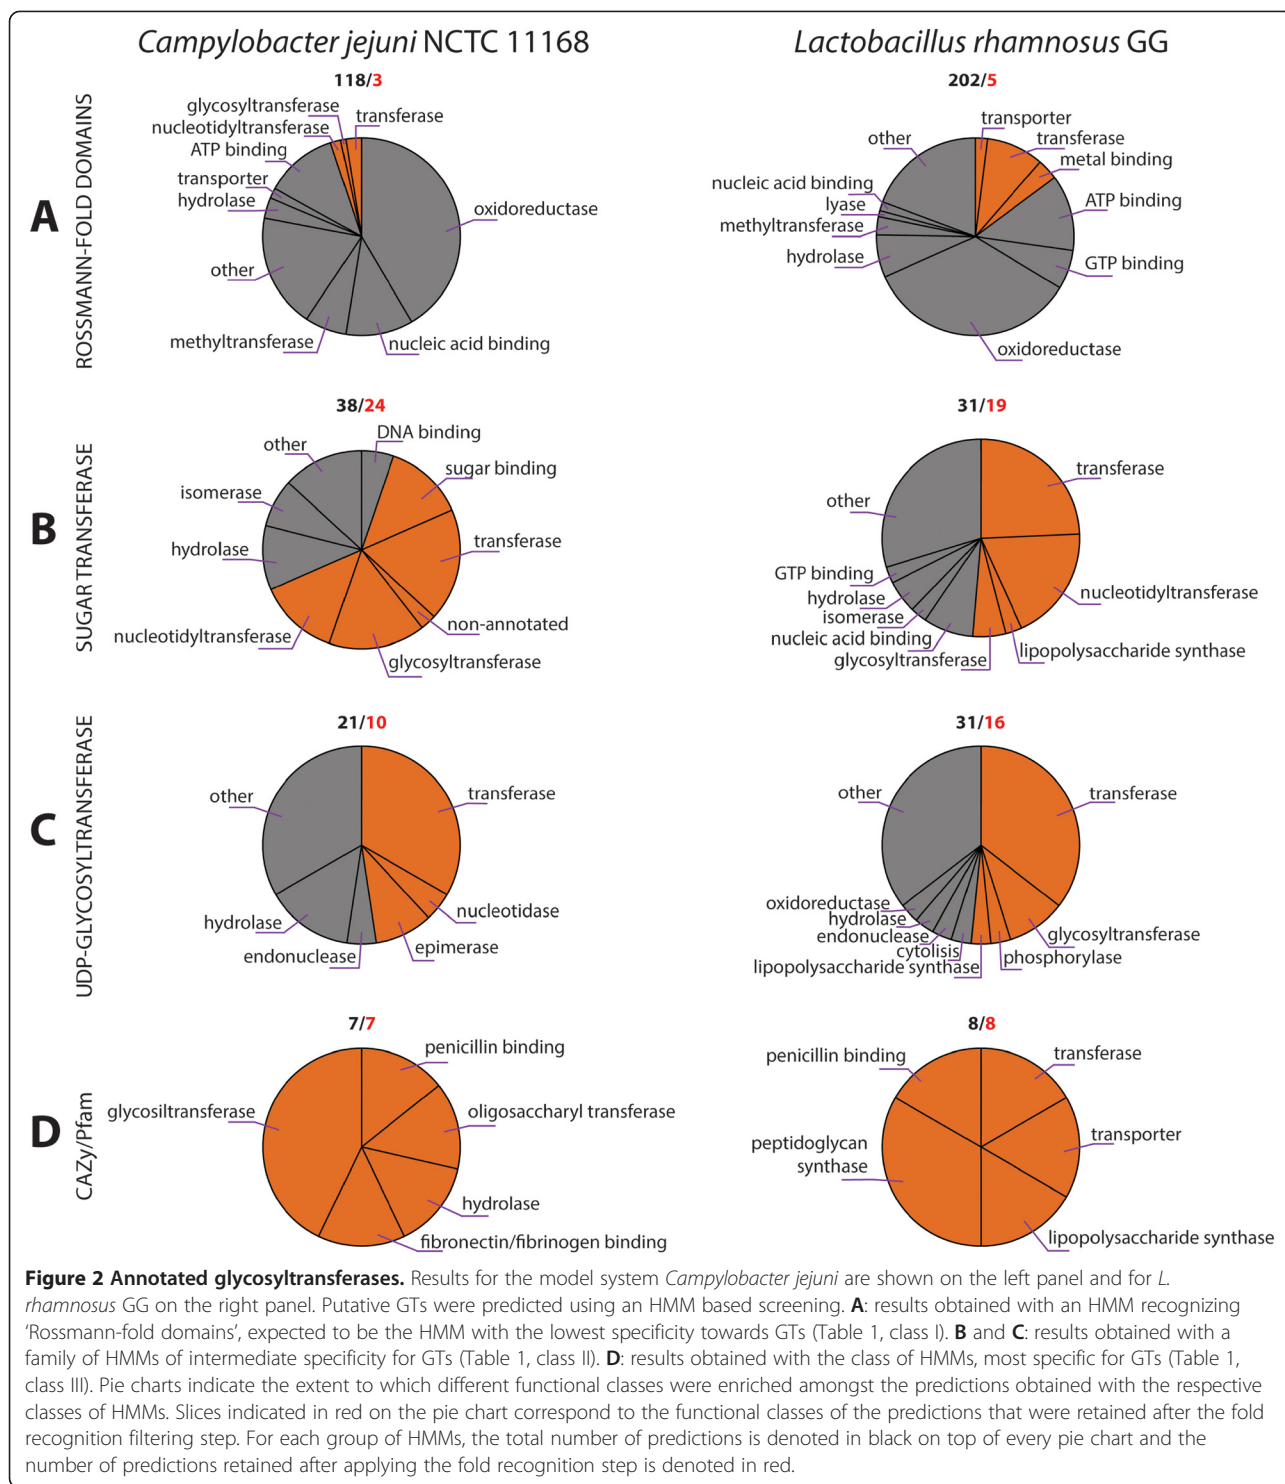 Campylobacter jejuni NCTC 11168
Lactobacillus rhamnosus GG
A
ROSSMANN-FOLD DOMAINS
118/3
glycosyltransferase
transferase
nucleotidyltransferase
ATP binding
transporter
hydrolase
oxidoreductase
other
methyltransferase
nucleic acid binding
202/5
transporter
other
transferase
metal binding
nucleic acid binding
ATP binding
lyase
methyltransferase
hydrolase
GTP binding
oxidoreductase
B
SUGAR TRANSFERASE
38/24
DNA binding
other
sugar binding
isomerase
transferase
hydrolase
non-annotated
nucleotidyltransferase
glycosyltransferase
31/19
transferase
other
GTP binding
nucleotidyltransferase
hydrolase
isomerase
nucleic acid binding
lipopolysaccharide synthase
glycosyltransferase
C
UDP-GLYCOSYLTRANSFERASE
21/10
other
transferase
nucleotidase
hydrolase
epimerase
endonuclease
31/16
other
transferase
oxidoreductase
hydrolase
endonuclease
glycosyltransferase
cytolisis
phosphorylase
lipopolysaccharide synthase
D
CAZy/Pfam
7/7
penicillin binding
glycosiltransferase
oligosaccharyl transferase
hydrolase
fibronectin/fibrinogen binding
8/8
penicillin binding
transferase
peptidoglycan
synthase
transporter
lipopolysaccharide synthase
Figure 2 Annotated glycosyltransferases. Results for the model system Campylobacter jejuni are shown on the left panel and for L.
rhamnosus GG on the right panel. Putative GTs were predicted using an HMM based screening. A: results obtained with an HMM recognizing
‘Rossmann-fold domains’, expected to be the HMM with the lowest specificity towards GTs (Table 1, class I). B and C: results obtained with a
family of HMMs of intermediate specificity for GTs (Table 1, class II). D: results obtained with the class of HMMs, most specific for GTs (Table 1,
class III). Pie charts indicate the extent to which different functional classes were enriched amongst the predictions obtained with the respective
classes of HMMs. Slices indicated in red on the pie chart correspond to the functional classes of the predictions that were retained after the fold
recognition filtering step. For each group of HMMs, the total number of predictions is denoted in black on top of every pie chart and the
number of predictions retained after applying the fold recognition step is denoted in red.